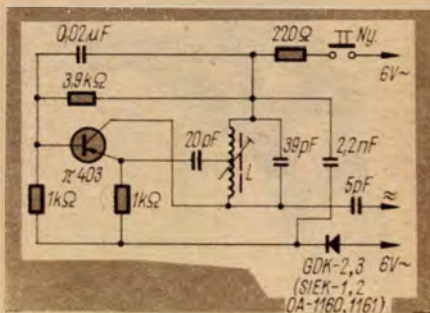 0,02µF
220Ω
Ny.
6V~
3,9kΩ
20pF
39pF
2,2nF
π 403
L
5pF
≈
1kΩ
1kΩ
6V~
GDK-2,3
(SIEK-1,2
OA-1160,1161)